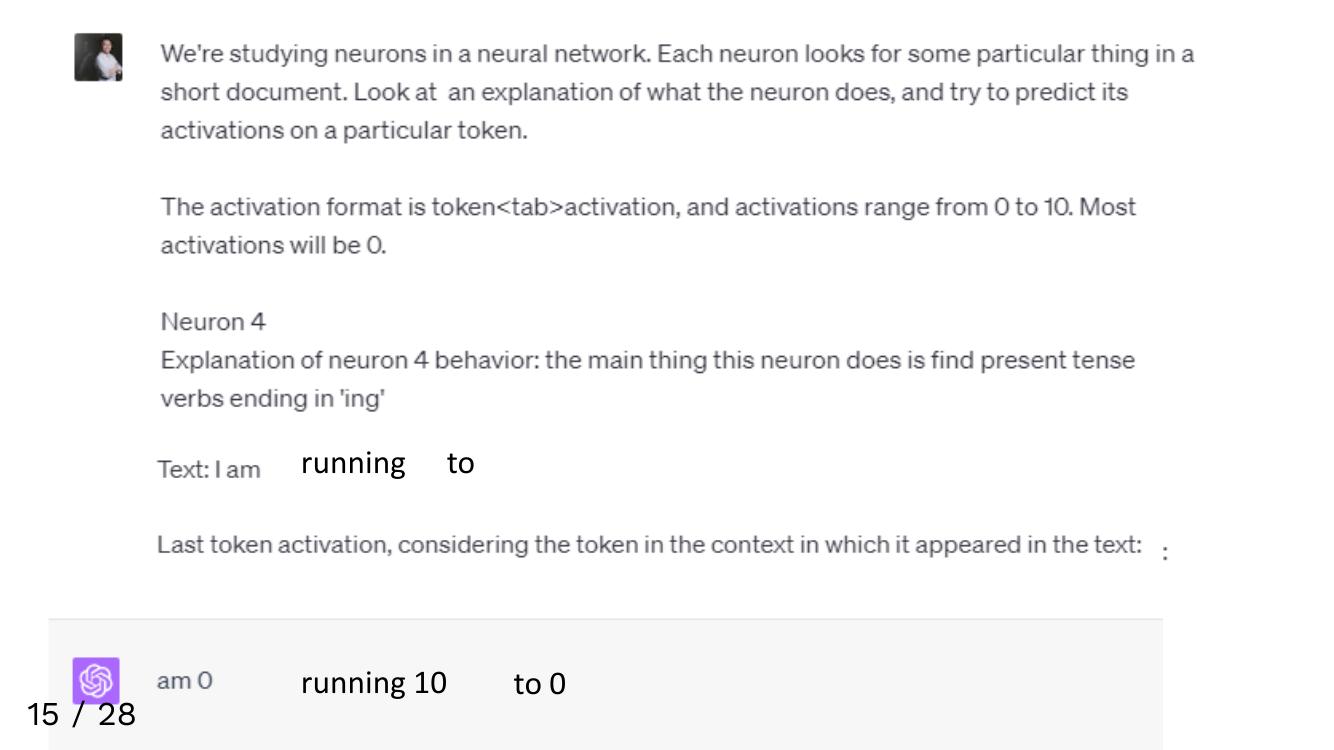 We're studying neurons in a neural network. Each neuron looks for some particular thing in a
short document. Look at  an explanation of what the neuron does, and try to predict its
activations on a particular token.
The activation format is token<tab>activation, and activations range from 0 to 10. Most
activations will be 0.
Neuron 4
Explanation of neuron 4 behavior: the main thing this neuron does is find present tense
verbs ending in 'ing'
Text: I am running to
Last token activation, considering the token in the context in which it appeared in the text: :
am 0 running 10 to 0
15 / 28